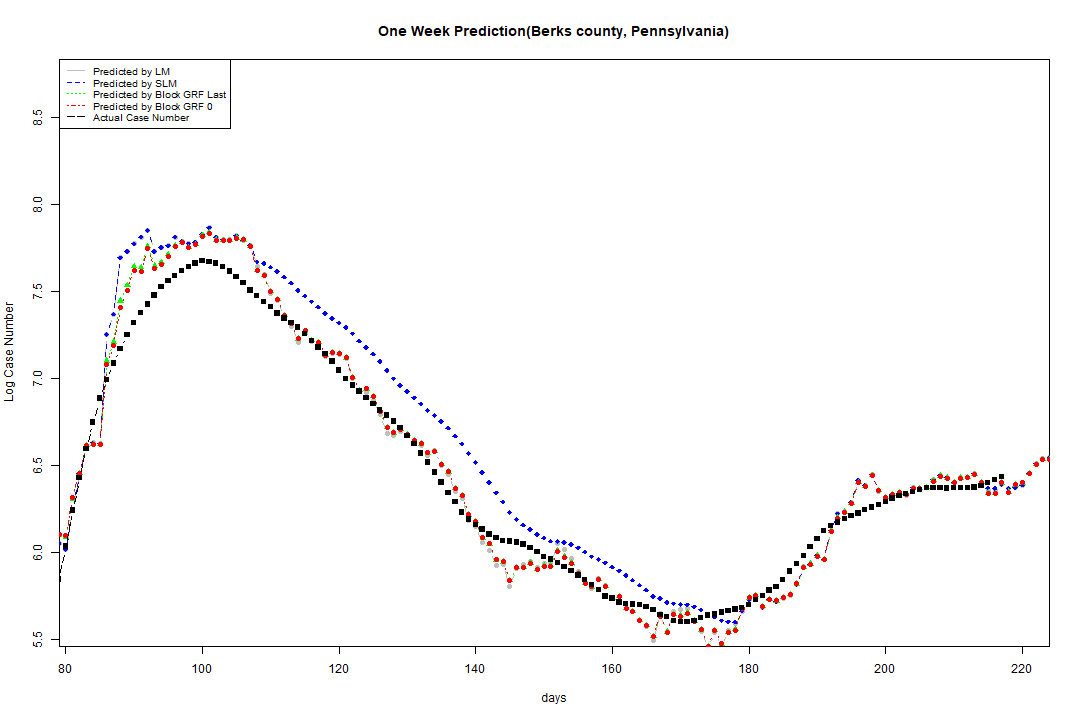 One Week Prediction(Berks county, Pennsylvania)
Predicted by LM
Predicted by SLM
Predicted by Block GRF Last
Predicted by Block GRF 0
Actual Case Number
8.5
8.0
7.5
7.0
6.5
6.0
5.5
Log Case Number
80 100 120 140 160 180 200 220
days